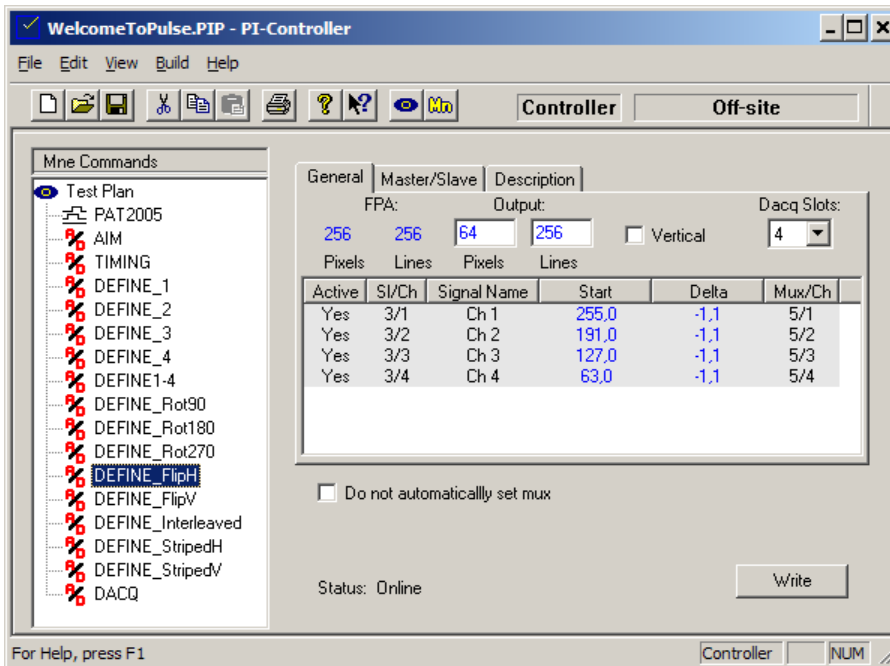 WelcomeToPulse.PIP - PI-Controller
File Edit View Build Help
Mn Controller Off-site
Mne Commands
Test Plan
PAT2005
AIM
TIMING
DEFINE_1
DEFINE_2
DEFINE_3
DEFINE_4
DEFINE1-4
DEFINE_Rot90
DEFINE_Rot180
DEFINE_Rot270
DEFINE_FlipH
DEFINE_FlipV
DEFINE_Interleaved
DEFINE_StripedH
DEFINE_StripedV
DACQ
General Master/Slave Description
FPA: Output: Dacq Slots:
256 256 64 256 Vertical 4
Pixels Lines Pixels Lines
Active Sl/Ch Signal Name Start Delta Mux/Ch
Yes 3/1 Ch 1 255,0 -1,1 5/1
Yes 3/2 Ch 2 191,0 -1,1 5/2
Yes 3/3 Ch 3 127,0 -1,1 5/3
Yes 3/4 Ch 4 63,0 -1,1 5/4
Do not automaticallly set mux
Status: Online Write
For Help, press F1 Controller NUM